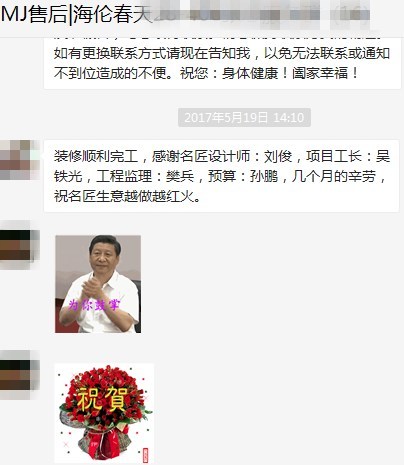 MJ售后|海伦春天
如有更换联系方式请现在告知我，以免无法联系或通知
不到位造成的不便。祝您：身体健康！阖家幸福！
2017年5月19日 14:10
装修顺利完工，感谢名匠设计师：刘俊，项目工长：吴
铁光，工程监理：樊兵，预算：孙鹏，几个月的辛劳，
祝名匠生意越做越红火。
为你鼓掌
祝賀